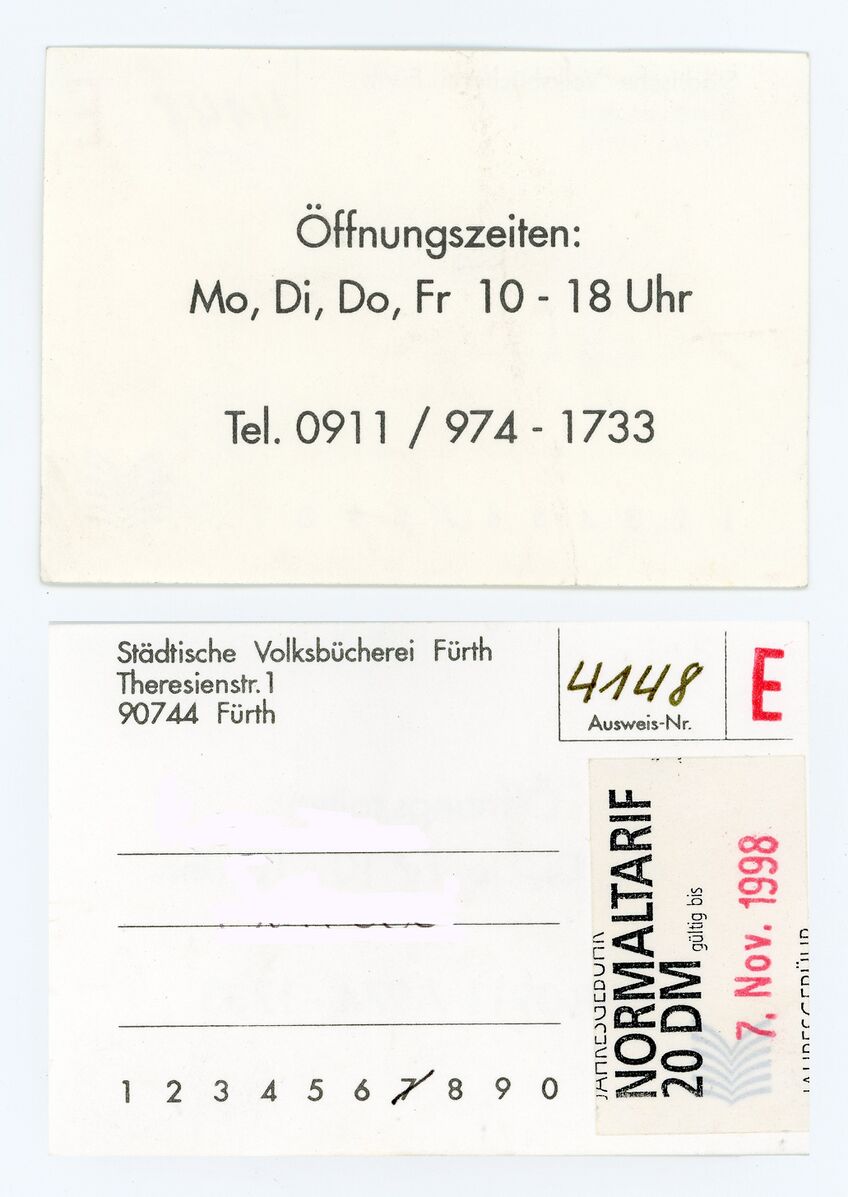 Öffnungszeiten:
Mo, Di, Do, Fr 10 - 18 Uhr
Tel. 0911 / 974 - 1733
Städtische Volksbücherei Fürth
Theresienstr. 1
90744 Fürth
4148
Ausweis-Nr.
E
JAHRESGEBÜHR
NORMALTARIF
20 DM gültig bis
7. Nov. 1998
JAHRESGEBÜHR
1 2 3 4 5 6 7 8 9 0